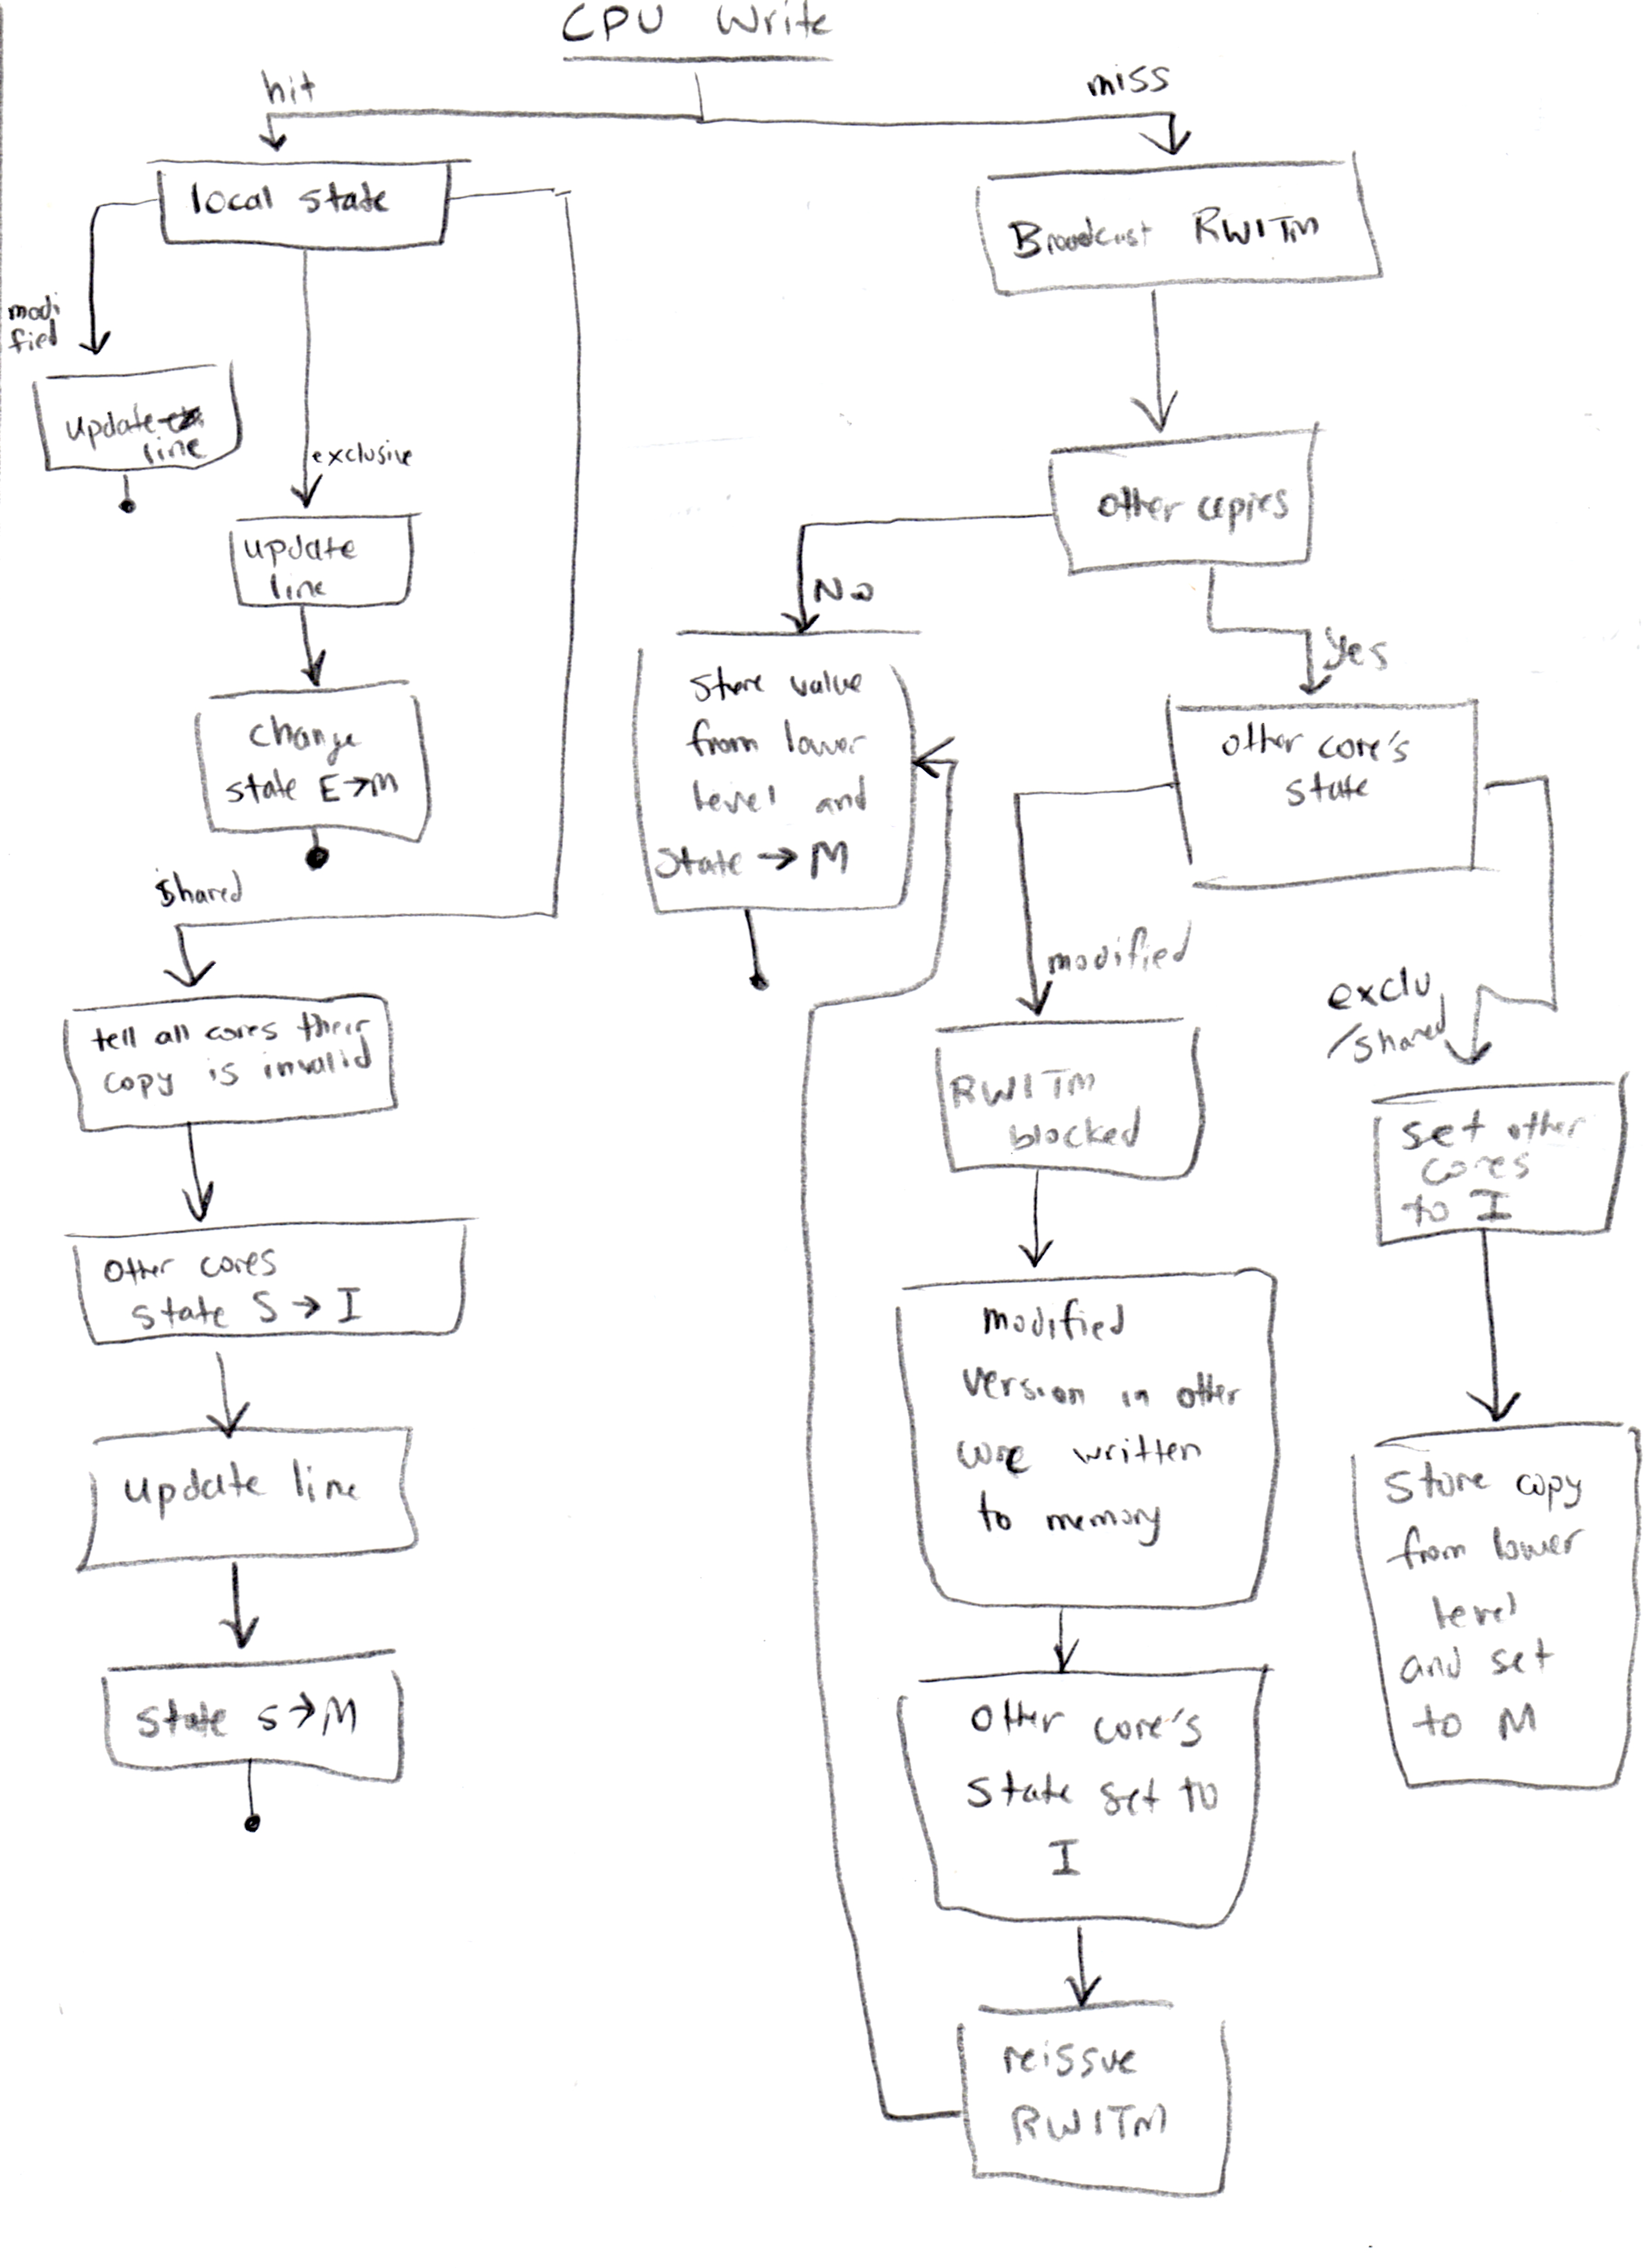 CPU Write
hit
miss
local state
Broadcast RWITM
modi
fied
update
line
exclusive
update
line
change
state E→M
shared
tell all cores their
copy is invalid
Other cores
state S → I
update line
state S→M
other copies
No
Yes
Store value
from lower
level and
State → M
other core's
state
modified
exclu
/shared
RWITM
blocked
set other
cores
to I
modified
version in other
core written
to memory
Store copy
from lower
level
and set
to M
Other core's
State set to
I
reissue
RWITM